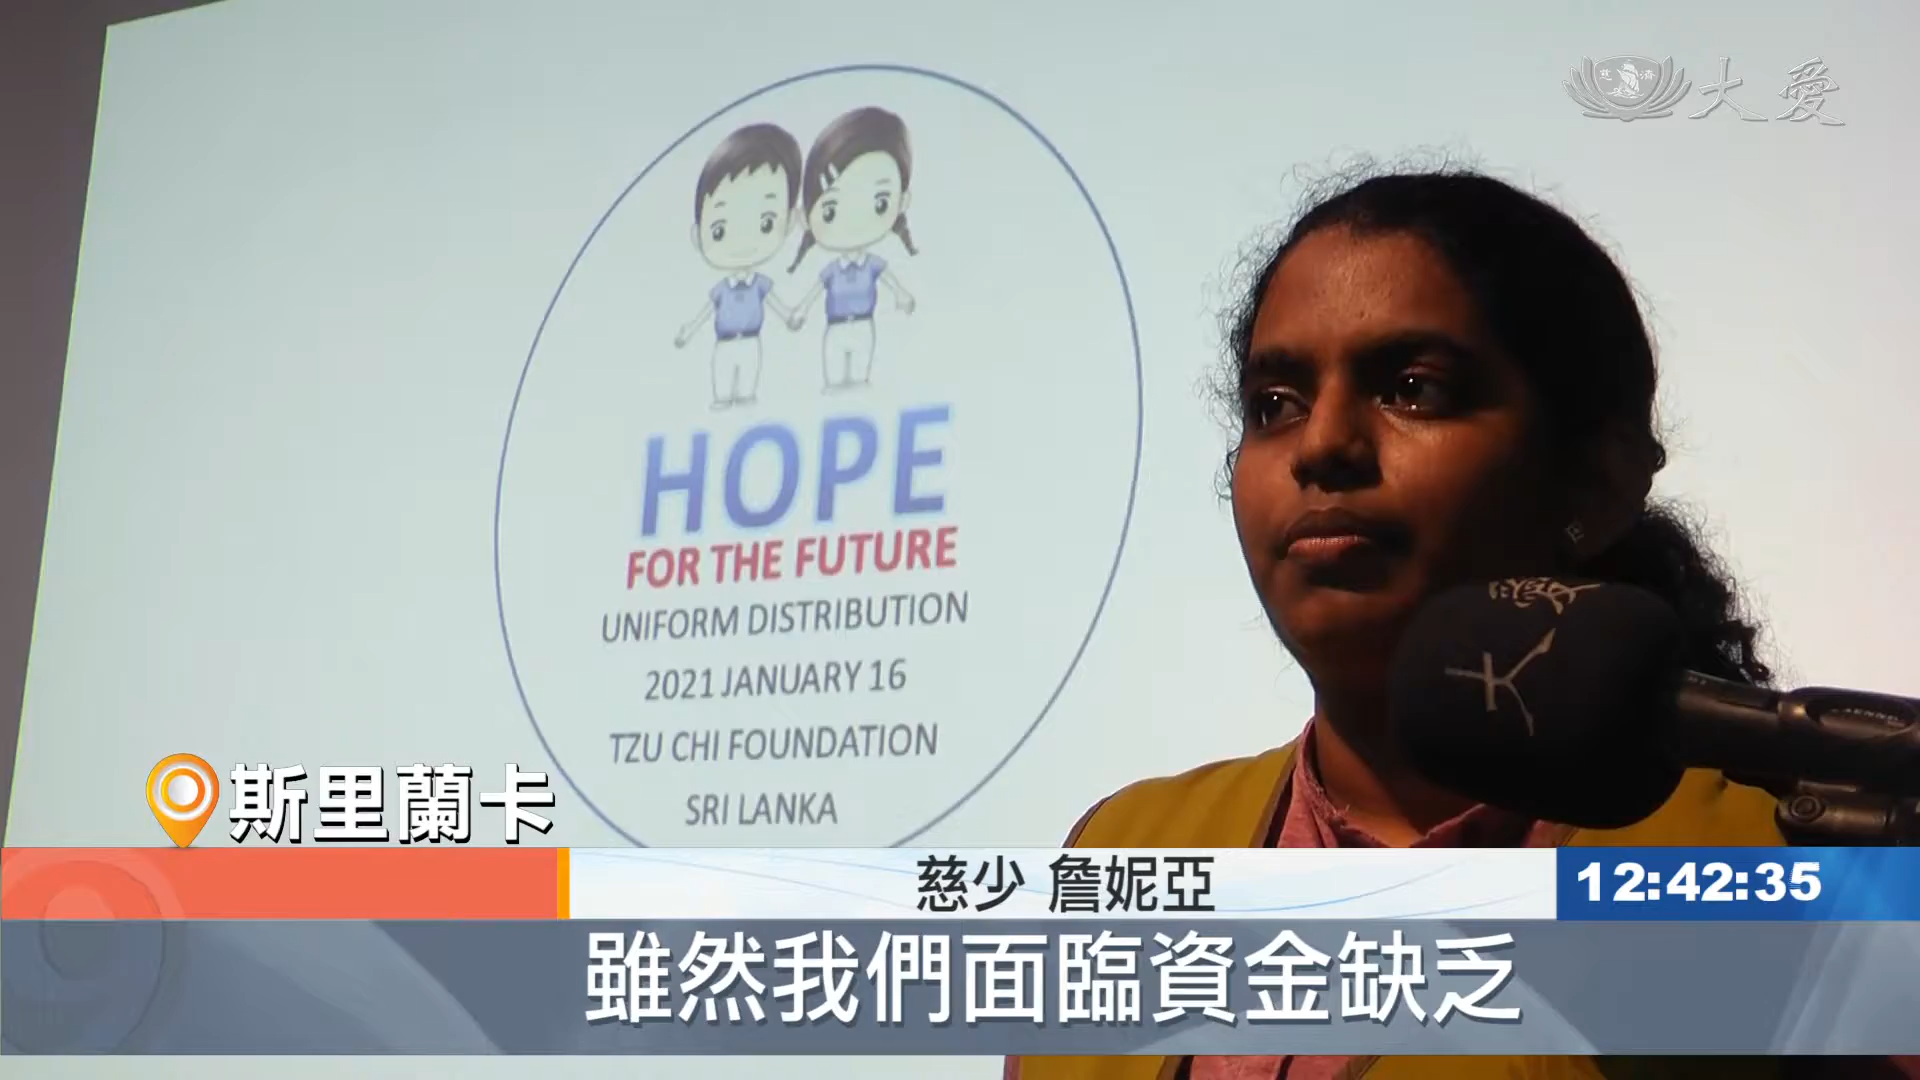 慈濟
大愛
HOPE
FOR THE FUTURE
UNIFORM DISTRIBUTION
2021 JANUARY 16
TZU CHI FOUNDATION
SRI LANKA
斯里蘭卡
慈少 詹妮亞
12:42:35
雖然我們面臨資金缺乏